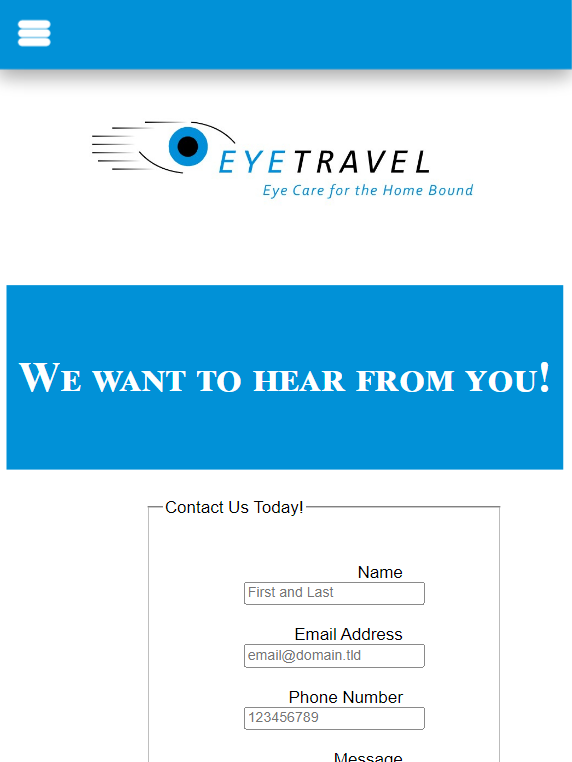 EYETRAVEL
Eye Care for the Home Bound
We want to hear from you!
Contact Us Today!
Name
First and Last
Email Address
email@domain.tld
Phone Number
123456789
Message